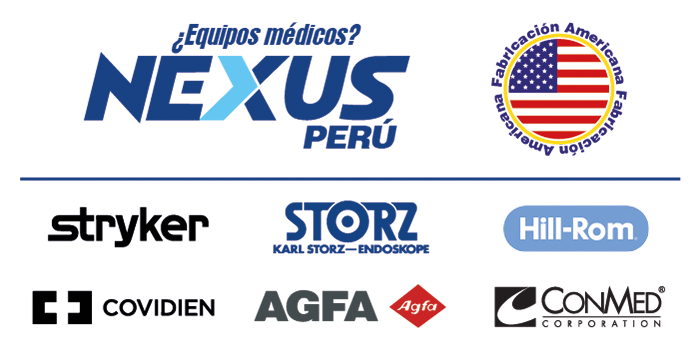 ¿Equipos médicos?
NEXUS
PERÚ
Fabricación Americana Fabricación Americana
stryker
STORZ
KARL STORZ—ENDOSKOPE
Hill-Rom
COVIDIEN
AGFA
Agfa
CONMED®
CORPORATION